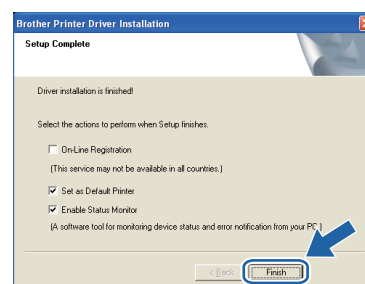 Brother Printer Driver Installation
Setup Complete
Driver installation is finished!
Select the actions to perform when Setup finishes.
On-Line Registration
(This service may not be available in all countries.)
Set as Default Printer
Enable Status Monitor
(A software tool for monitoring device status and error notification from your PC.)
< Back Finish